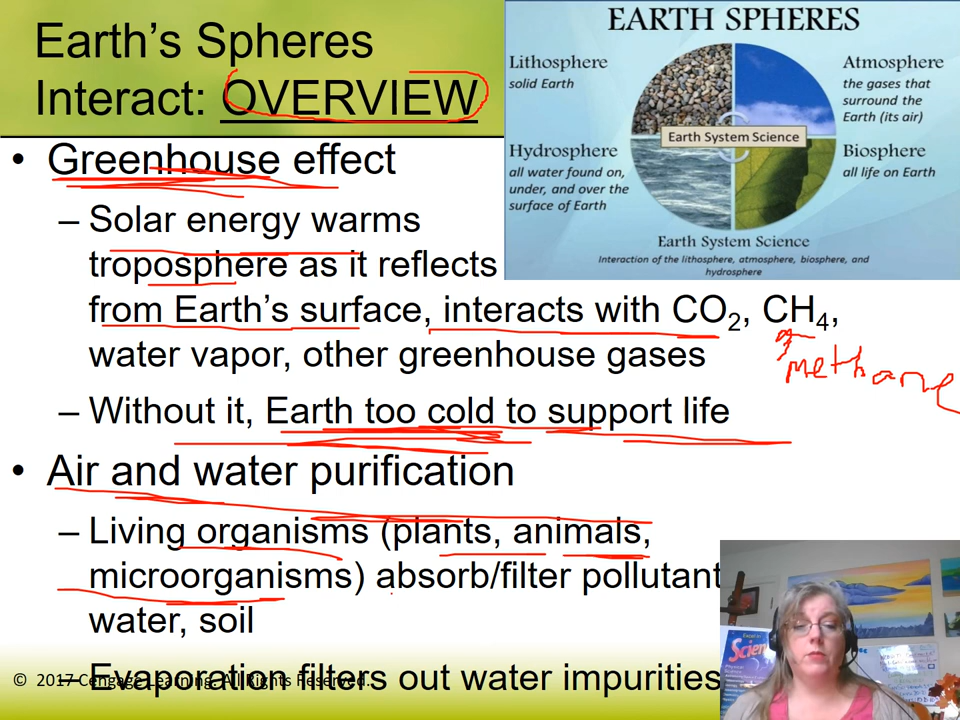 Earth's Spheres
Interact: OVERVIEW
EARTH SPHERES
Lithosphere
solid Earth
Atmosphere
the gases that
surround the
Earth (its air)
Earth System Science
Hydrosphere
all water found on,
under, and over the
surface of Earth
Biosphere
all life on Earth
Earth System Science
Interaction of the lithosphere, atmosphere, biosphere, and
hydrosphere
• Greenhouse effect
– Solar energy warms
troposphere as it reflects
from Earth's surface, interacts with CO2, CH4,
water vapor, other greenhouse gases
methane
– Without it, Earth too cold to support life
• Air and water purification
– Living organisms (plants, animals,
microorganisms) absorb/filter pollutant
water, soil
– Evaporation filters out water impurities
© 2017 Cengage Learning. All Rights Reserved.
Science